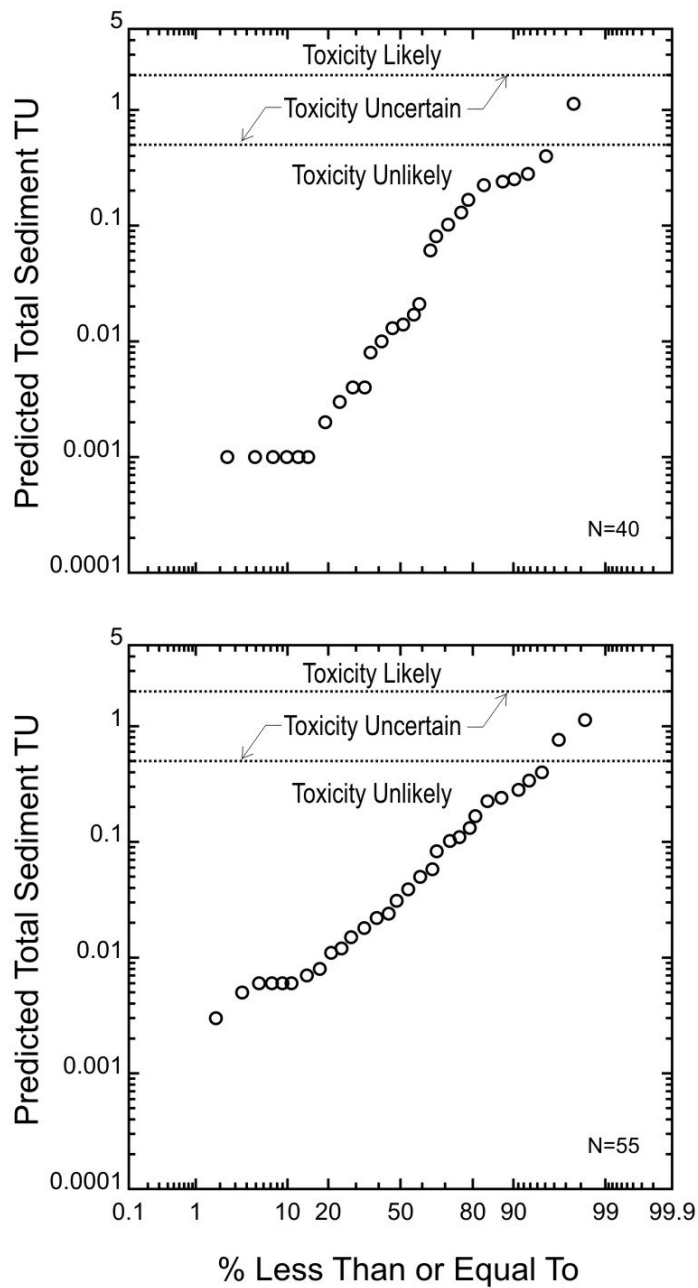 5
Toxicity Likely
1
Toxicity Uncertain
Toxicity Unlikely
0.1
0.01
0.001
N=40
0.0001
Predicted Total Sediment TU
5
Toxicity Likely
1
Toxicity Uncertain
Toxicity Unlikely
0.1
0.01
0.001
N=55
0.0001
Predicted Total Sediment TU
0.1 1 10 20 50 80 90 99 99.9
% Less Than or Equal To